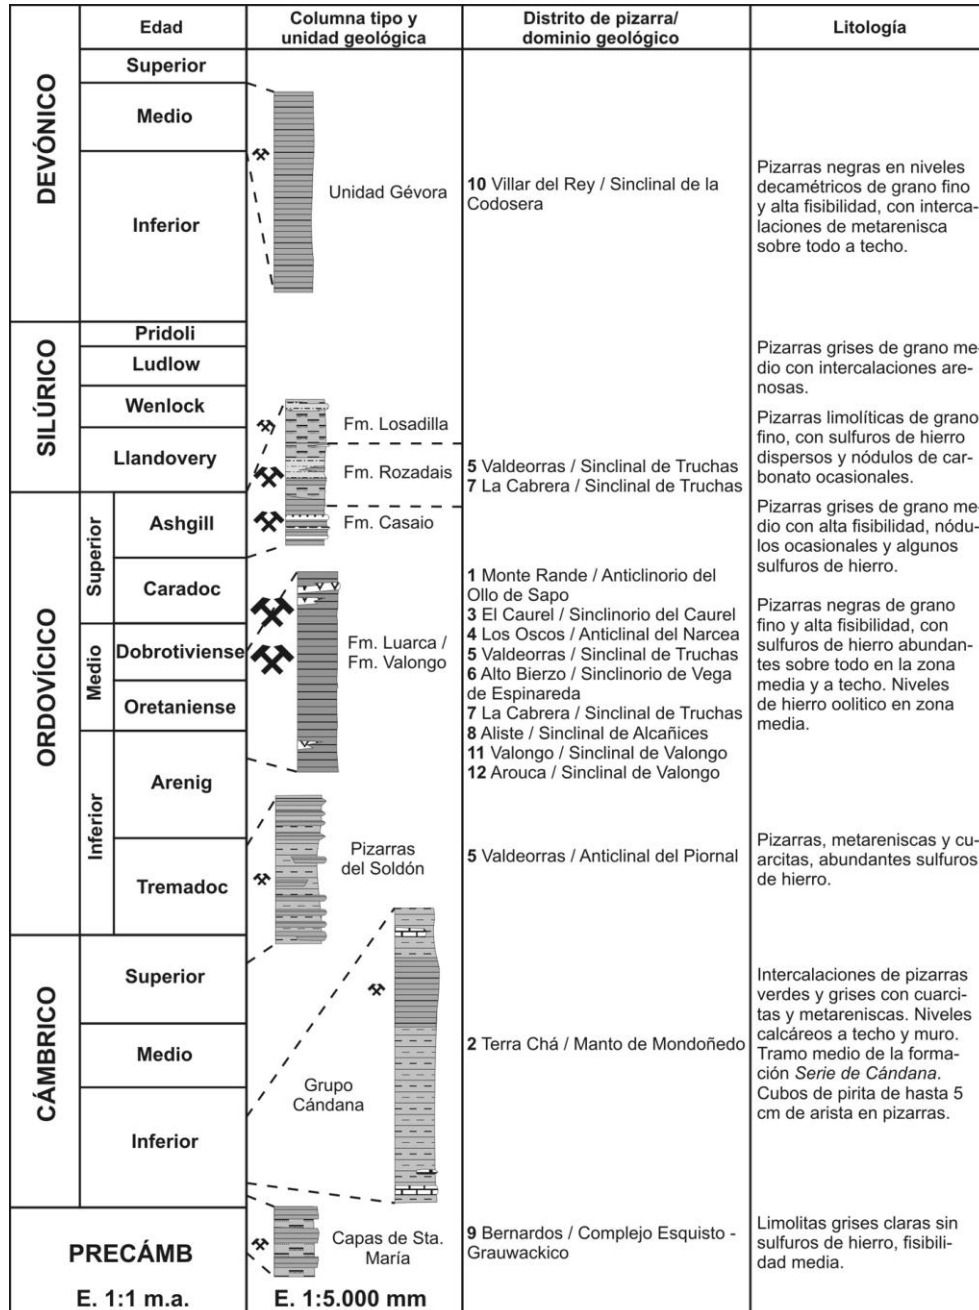 Edad
Columna tipo y
unidad geológica
Distrito de pizarra/
dominio geológico
Litología
DEVÓNICO
Superior
Medio
Inferior
Unidad Gévora
10 Villar del Rey / Sinclinal de la
Codosera
Pizarras negras en niveles
decamétricos de grano fino
y alta fisibilidad, con interca-
laciones de metarenisca
sobre todo a techo.
SILÚRICO
Pridoli
Ludlow
Wenlock
Llandovery
Fm. Losadilla
Fm. Rozadais
Fm. Casaio
5 Valdeorras / Sinclinal de Truchas
7 La Cabrera / Sinclinal de Truchas
Pizarras grises de grano me-
dio con intercalaciones are-
nosas.
Pizarras limolíticas de grano
fino, con sulfuros de hierro
dispersos y nódulos de car-
bonato ocasionales.
Pizarras grises de grano me-
dio con alta fisibilidad, nódu-
los ocasionales y algunos
sulfuros de hierro.
ORDOVÍCICO
Superior
Ashgill
Caradoc
Medio
Dobrotiviense
Oretaniense
Inferior
Arenig
Tremadoc
Fm. Luarca /
Fm. Valongo
1 Monte Rande / Anticlinorio del
Ollo de Sapo
3 El Caurel / Sinclinorio del Caurel
4 Los Oscos / Anticlinal del Narcea
5 Valdeorras / Sinclinal de Truchas
6 Alto Bierzo / Sinclinorio de Vega
de Espinareda
7 La Cabrera / Sinclinal de Truchas
8 Aliste / Sinclinal de Alcañices
11 Valongo / Sinclinal de Valongo
12 Arouca / Sinclinal de Valongo
Pizarras negras de grano
fino y alta fisibilidad, con
sulfuros de hierro abundan-
tes sobre todo en la zona
media y a techo. Niveles
de hierro oolitico en zona
media.
Pizarras
del Soldón
5 Valdeorras / Anticlinal del Piornal
Pizarras, metareniscas y cu-
arcitas, abundantes sulfuros
de hierro.
CÁMBRICO
Superior
Medio
Inferior
Grupo
Cándana
2 Terra Chá / Manto de Mondoñedo
Intercalaciones de pizarras
verdes y grises con cuarci-
tas y metareniscas. Niveles
calcáreos a techo y muro.
Tramo medio de la forma-
ción Serie de Cándana.
Cubos de pirita de hasta 5
cm de arista en pizarras.
PRECÁMB
Capas de Sta.
María
9 Bernardos / Complejo Esquisto -
Grauwackico
Limolitas grises claras sin
sulfuros de hierro, fisibili-
dad media.
E. 1:1 m.a.
E. 1:5.000 mm